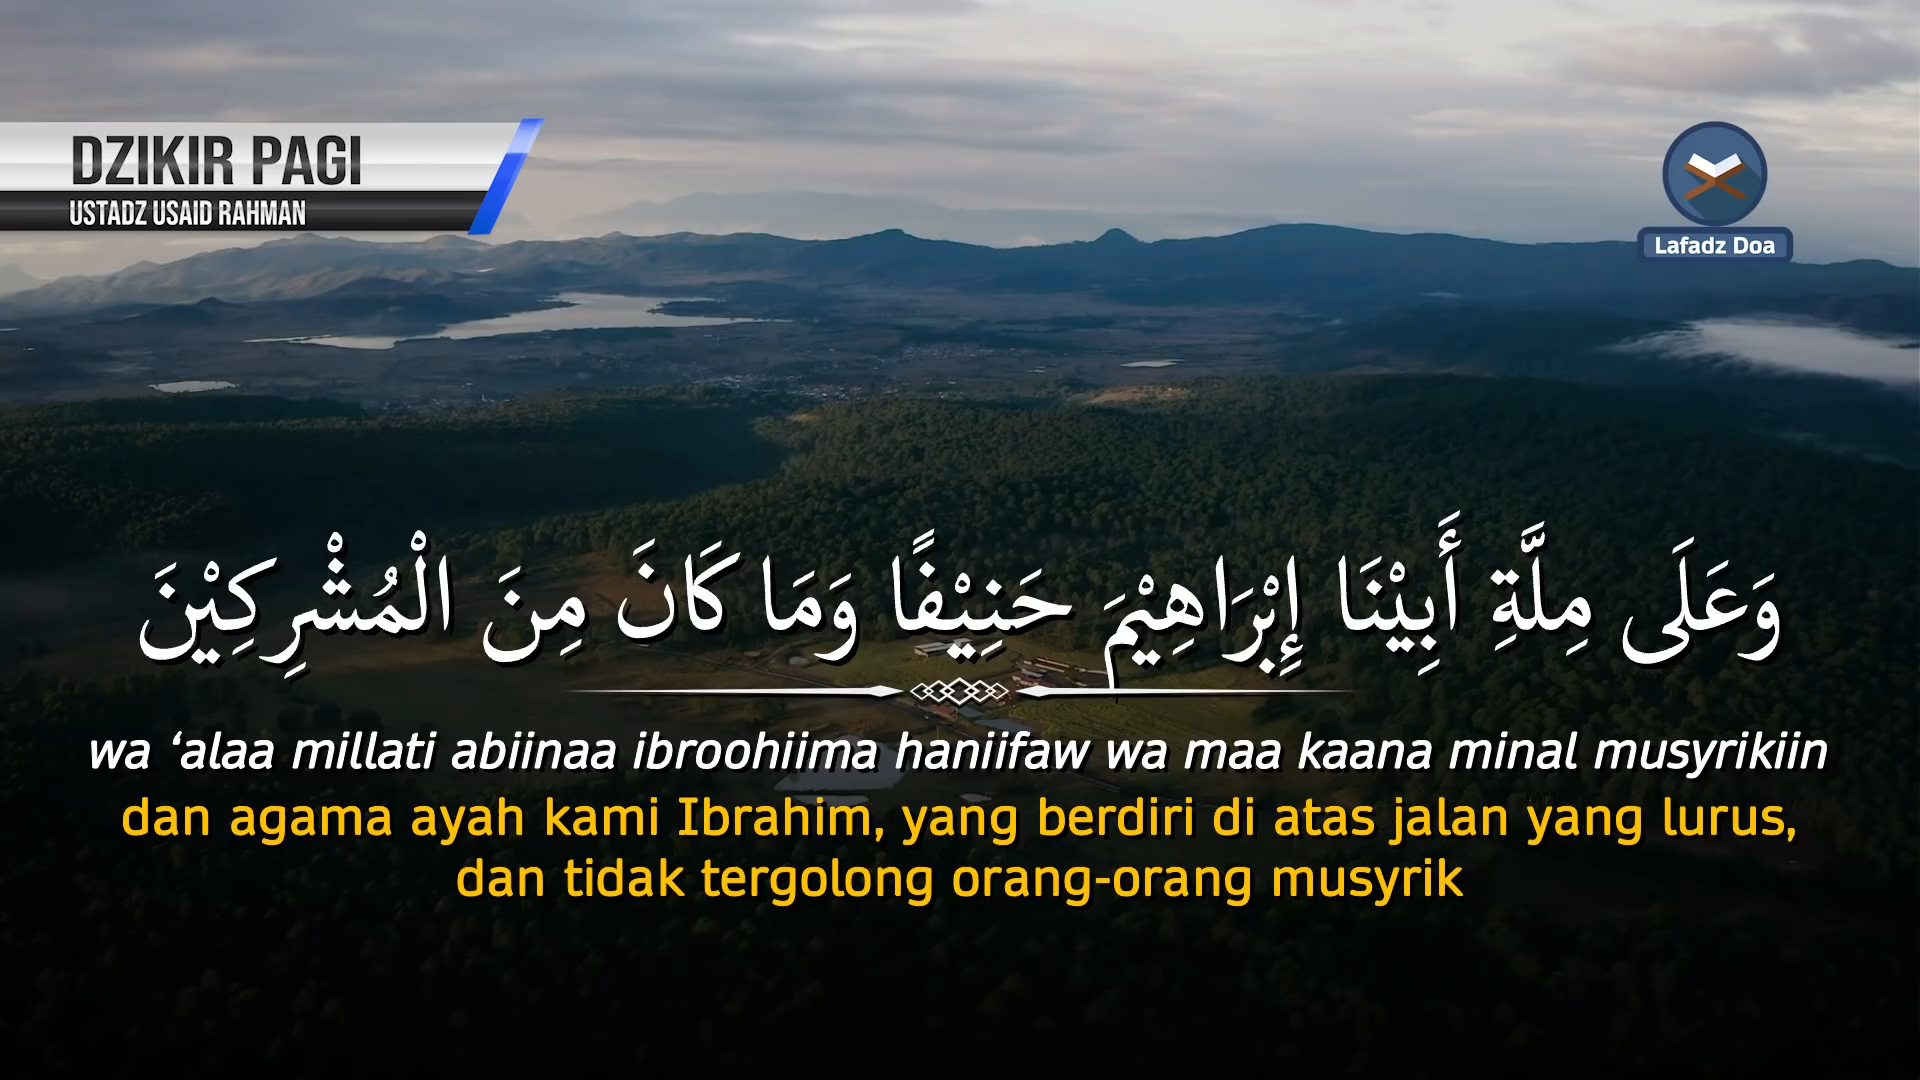 DZIKIR PAGI
USTADZ USAID RAHMAN
Lafadz Doa
وَعَلَى مِلَّةِ أَبِيْنَا إِبْرَاهِيْمَ حَنِيْفًا وَمَا كَانَ مِنَ الْمُشْرِكِيْنَ
wa ‘alaa millati abiinaa ibroohiima haniifaw wa maa kaana minal musyrikiin
dan agama ayah kami Ibrahim, yang berdiri di atas jalan yang lurus,
dan tidak tergolong orang-orang musyrik